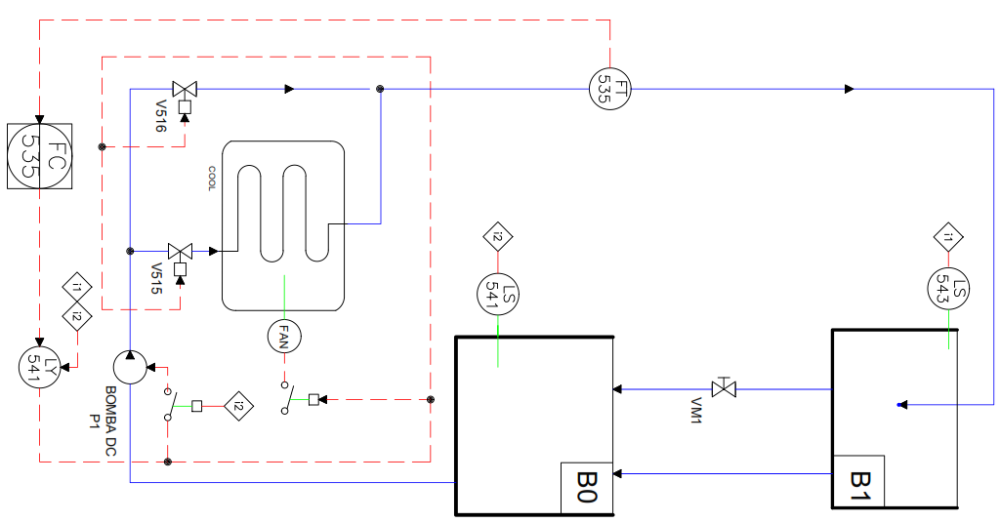 FT
535
V516
FC
535
COOL
i2
i1
LS
541
LS
543
V515
i1
i2
FAN
LY
541
BOMBA DC
P1
i2
VM1
B0
B1